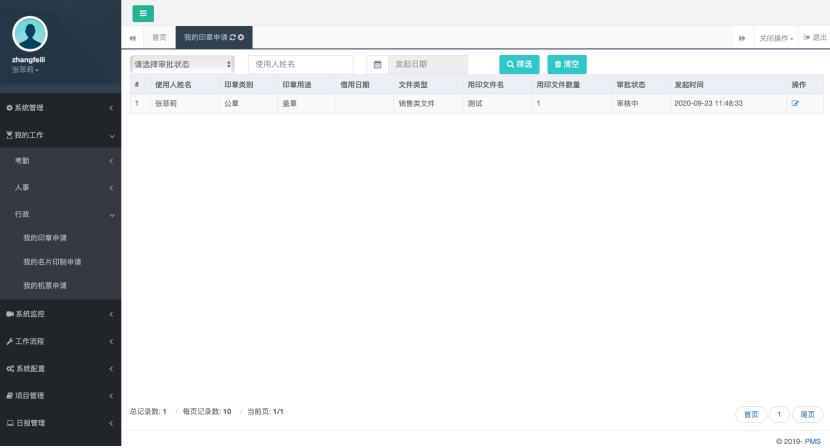 zhangfeili
张菲莉
系统管理
我的工作
考勤
人事
行政
我的印章申请
我的名片印制申请
我的机票申请
系统监控
工作流程
系统配置
项目管理
日报管理
首页 我的印章申请 关闭操作 退出
请选择审批状态 使用人姓名 发起日期 筛选 清空
# 使用人姓名 印章类别 印章用途 借用日期 文件类型 用印文件名 用印文件数量 审批状态 发起时间 操作
1 张菲莉 公章 盖章 销售类文件 测试 1 审核中 2020-09-23 11:48:33
总记录数: 1 / 每页记录数: 10 / 当前页: 1/1
首页 1 尾页
© 2019- PMS